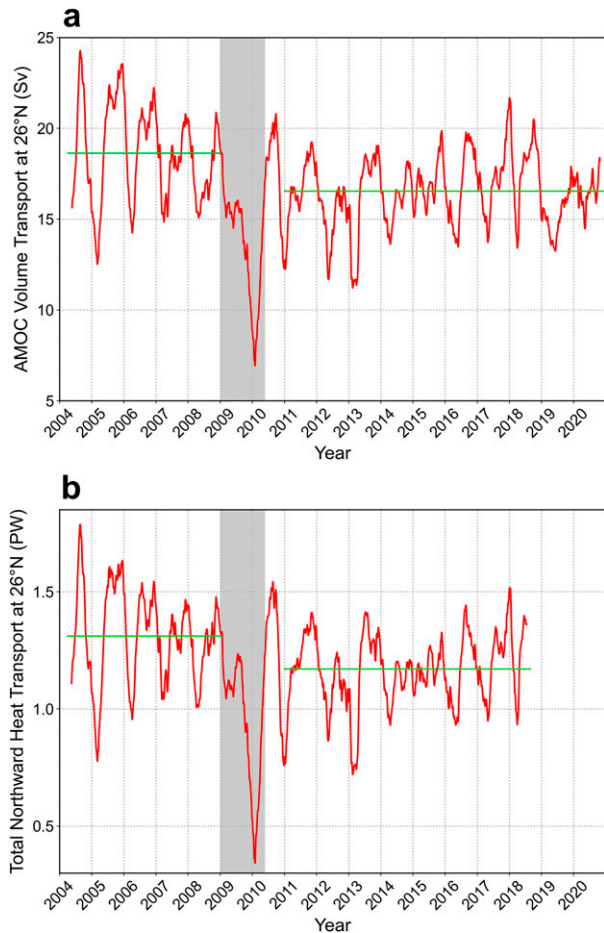 a
AMOC Volume Transport at 26°N (Sv)
25
20
15
10
5
2004 2005 2006 2007 2008 2009 2010 2011 2012 2013 2014 2015 2016 2017 2018 2019 2020
Year
b
Total Northward Heat Transport at 26°N (PW)
1.5
1.0
0.5
2004 2005 2006 2007 2008 2009 2010 2011 2012 2013 2014 2015 2016 2017 2018 2019 2020
Year